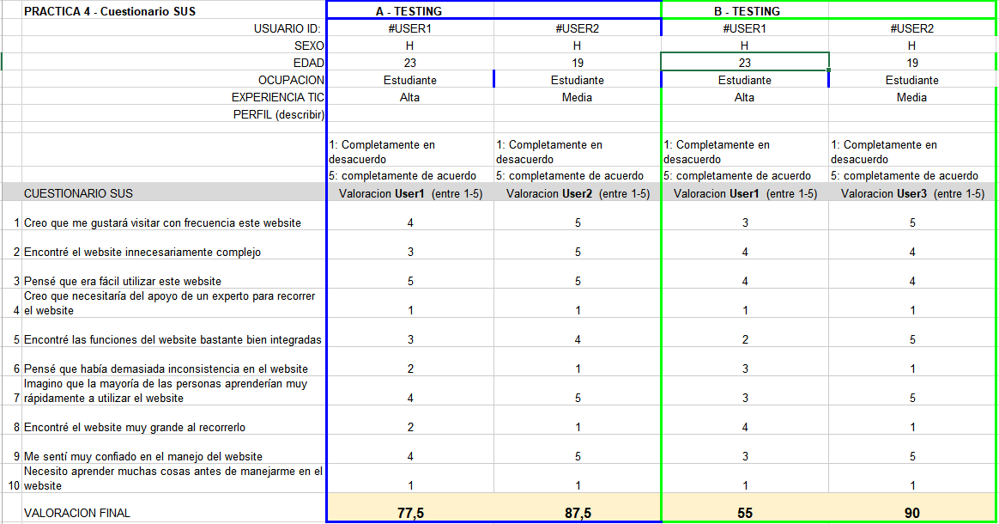 PRACTICA 4 - Cuestionario SUS A - TESTING B - TESTING
USUARIO ID: #USER1 #USER2 #USER1 #USER2
SEXO H H H H
EDAD 23 19 23 19
OCUPACION Estudiante Estudiante Estudiante Estudiante
EXPERIENCIA TIC Alta Media Alta Media
PERFIL (describir)
1: Completamente en desacuerdo 1: Completamente en desacuerdo 1: Completamente en desacuerdo 1: Completamente en desacuerdo
5: completamente de acuerdo 5: completamente de acuerdo 5: completamente de acuerdo 5: completamente de acuerdo
CUESTIONARIO SUS Valoracion User1 (entre 1-5) Valoracion User2 (entre 1-5) Valoracion User1 (entre 1-5) Valoracion User3 (entre 1-5)
1 Creo que me gustará visitar con frecuencia este website 4 5 3 5
2 Encontré el website innecesariamente complejo 3 5 4 4
3 Pensé que era fácil utilizar este website 5 5 4 4
4 Creo que necesitaría del apoyo de un experto para recorrer el website 1 1 1 1
5 Encontré las funciones del website bastante bien integradas 3 4 2 5
6 Pensé que había demasiada inconsistencia en el website 2 1 3 1
7 Imagino que la mayoría de las personas aprenderían muy rápidamente a utilizar el website 4 5 3 5
8 Encontré el website muy grande al recorrerlo 2 1 4 1
9 Me sentí muy confiado en el manejo del website 4 5 3 5
10 Necesito aprender muchas cosas antes de manejarme en el website 1 1 1 1
VALORACION FINAL 77,5 87,5 55 90